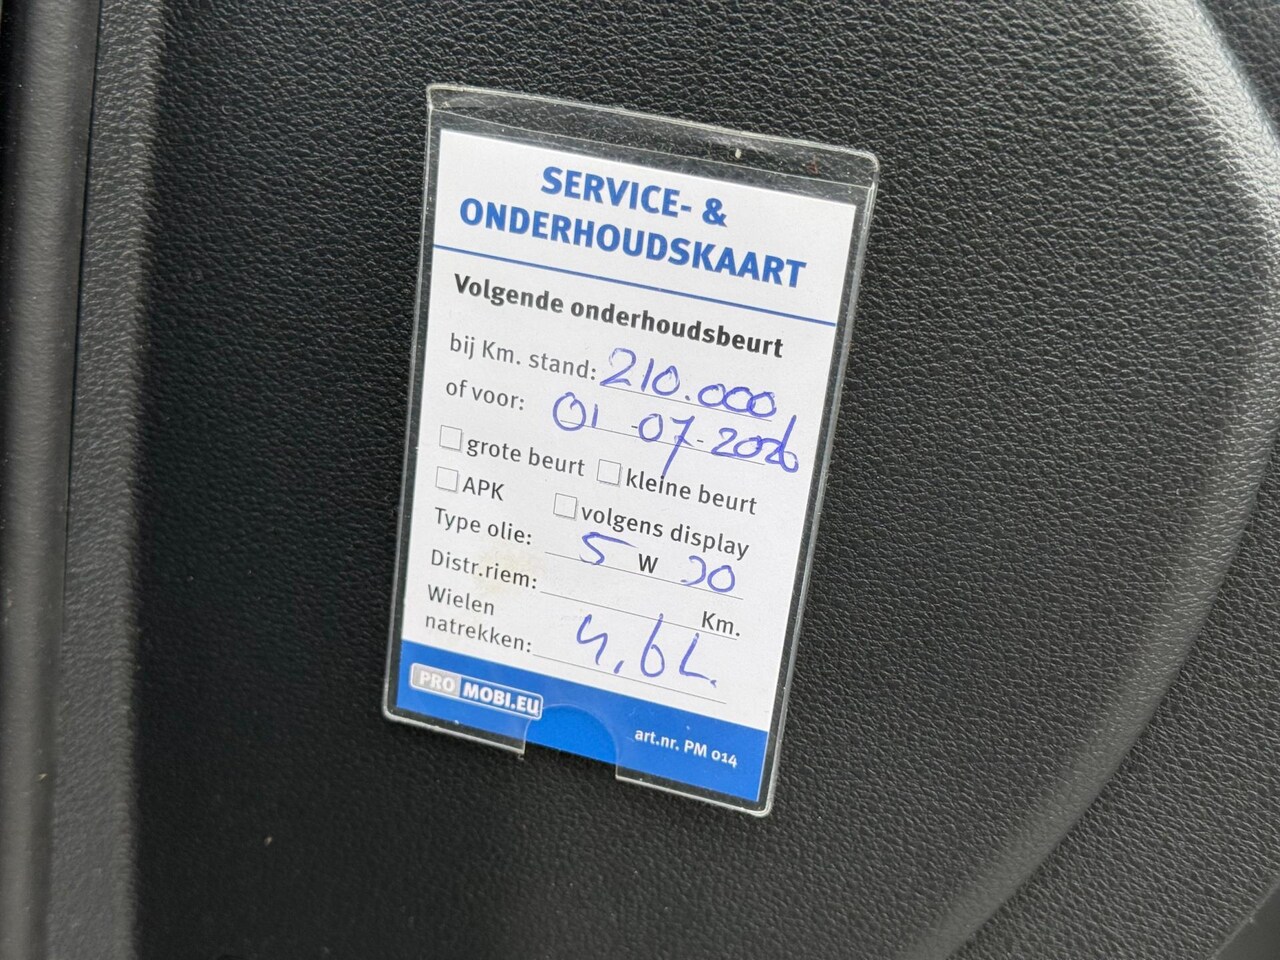 SERVICE- &
ONDERHOUDSKAART
Volgende onderhoudsbeurt
bij Km. stand: 210.000
of voor: 01-07-2026
grote beurt kleine beurt
APK volgens display
Type olie: 5 W 30
Distr.riem: Km.
Wielen
natrekken: 4,6 L.
PRO MOBI.EU
art.nr. PM 014